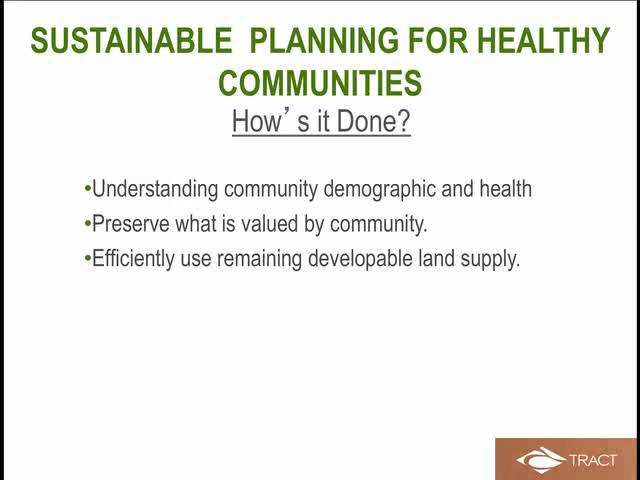 SUSTAINABLE PLANNING FOR HEALTHY
COMMUNITIES
How’s it Done?
•Understanding community demographic and health
•Preserve what is valued by community.
•Efficiently use remaining developable land supply.
TRACT